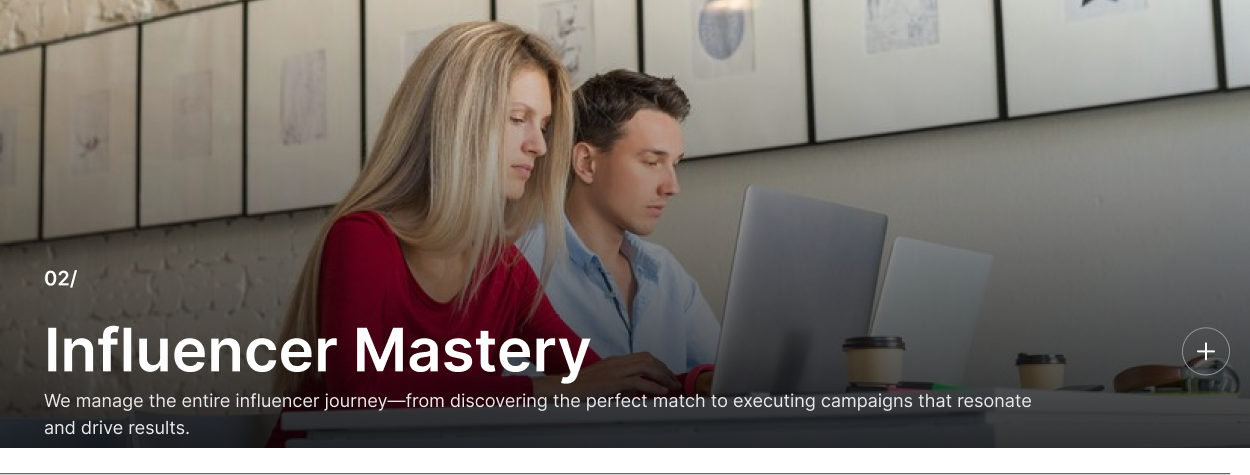 02/
Influencer Mastery
We manage the entire influencer journey—from discovering the perfect match to executing campaigns that resonate
and drive results.